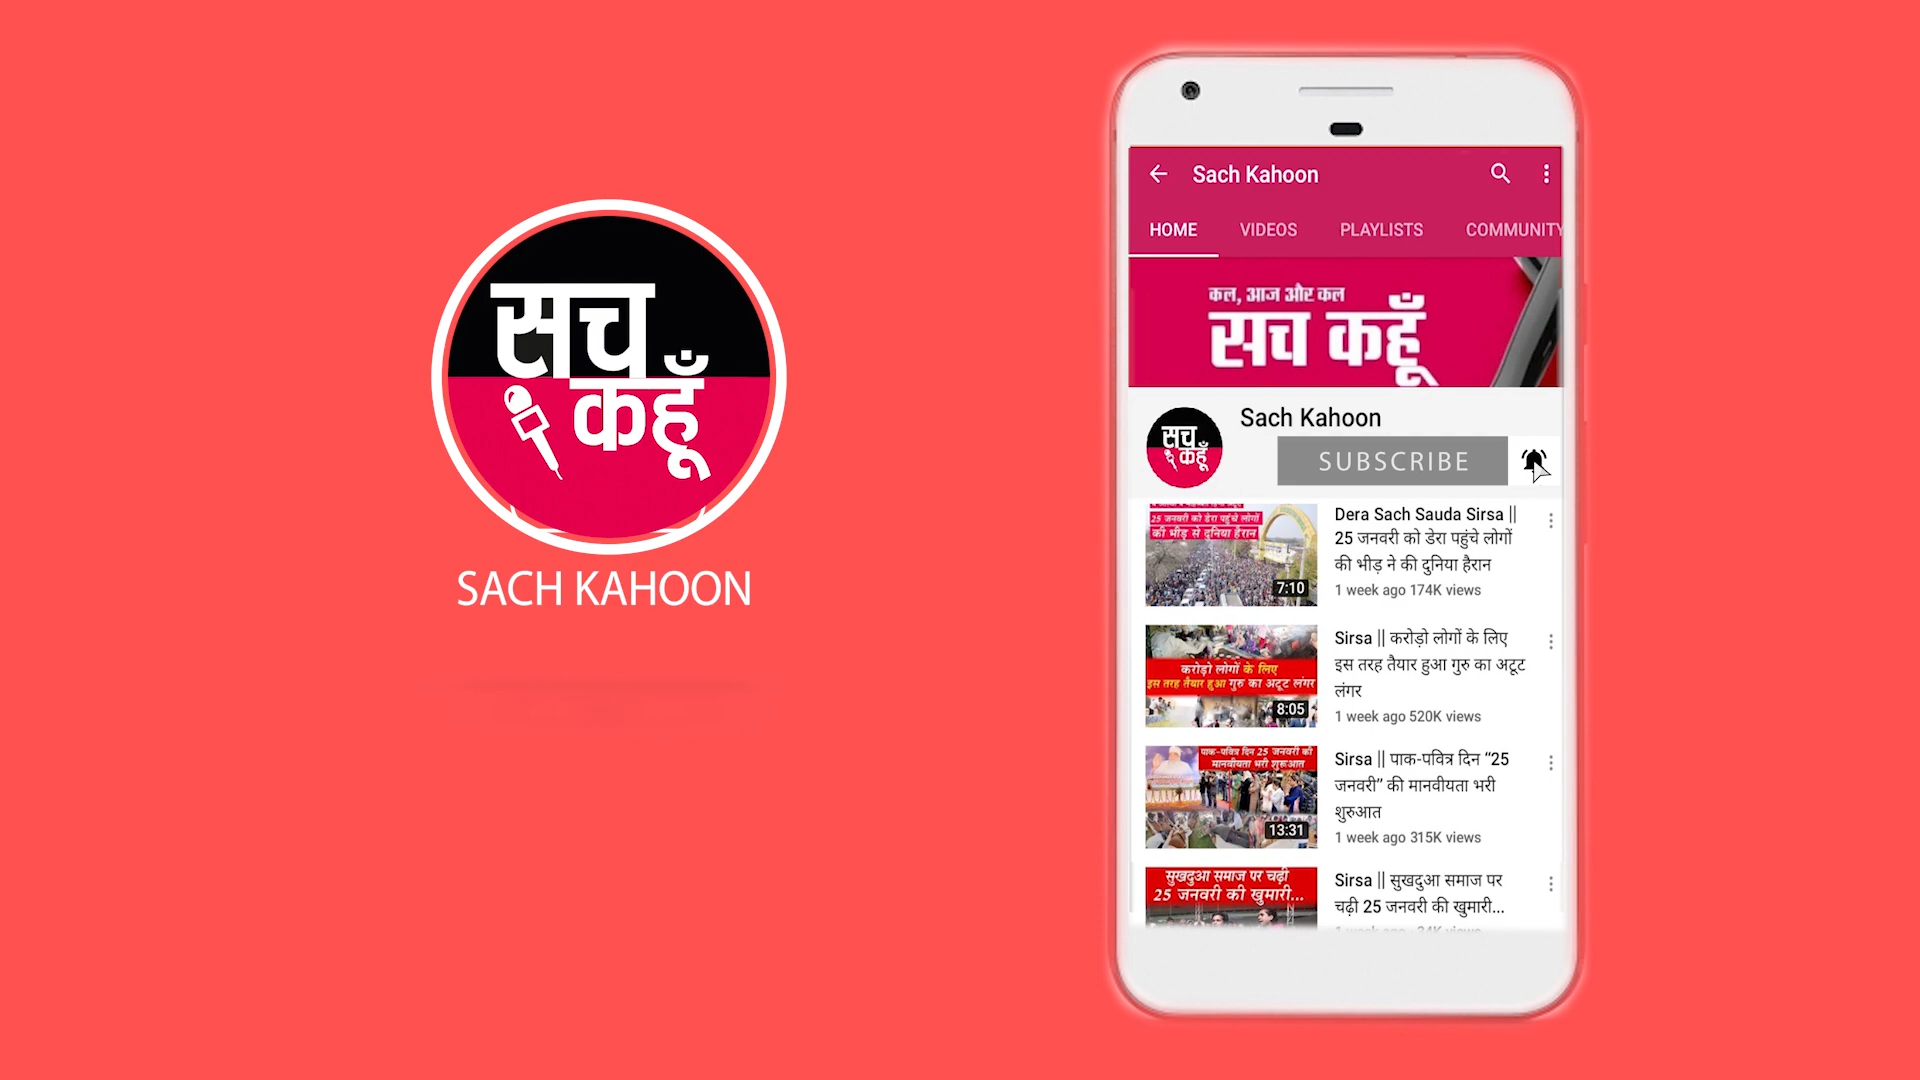 सच
कहूँ
SACH KAHOON
Sach Kahoon
HOME VIDEOS PLAYLISTS COMMUNITY
कल, आज और कल
सच कहूँ
सच
कहूँ
Sach Kahoon
SUBSCRIBE
25 जनवरी को डेरा पहुंचे लोगों
की भीड़ से दुनिया हैरान
7:10
Dera Sach Sauda Sirsa ||
25 जनवरी को डेरा पहुंचे लोगों
की भीड़ ने की दुनिया हैरान
1 week ago 174K views
करोड़ो लोगों के लिए
इस तरह तैयार हुआ गुरु का अटूट लंगर
8:05
Sirsa || करोड़ो लोगों के लिए
इस तरह तैयार हुआ गुरु का अटूट
लंगर
1 week ago 520K views
पाक-पवित्र दिन 25 जनवरी की
मानवीयता भरी शुरूआत
13:31
Sirsa || पाक-पवित्र दिन “25
जनवरी” की मानवीयता भरी
शुरुआत
1 week ago 315K views
सुखदुआ समाज पर चढ़ी
25 जनवरी की खुमारी...
Sirsa || सुखदुआ समाज पर
चढ़ी 25 जनवरी की खुमारी...